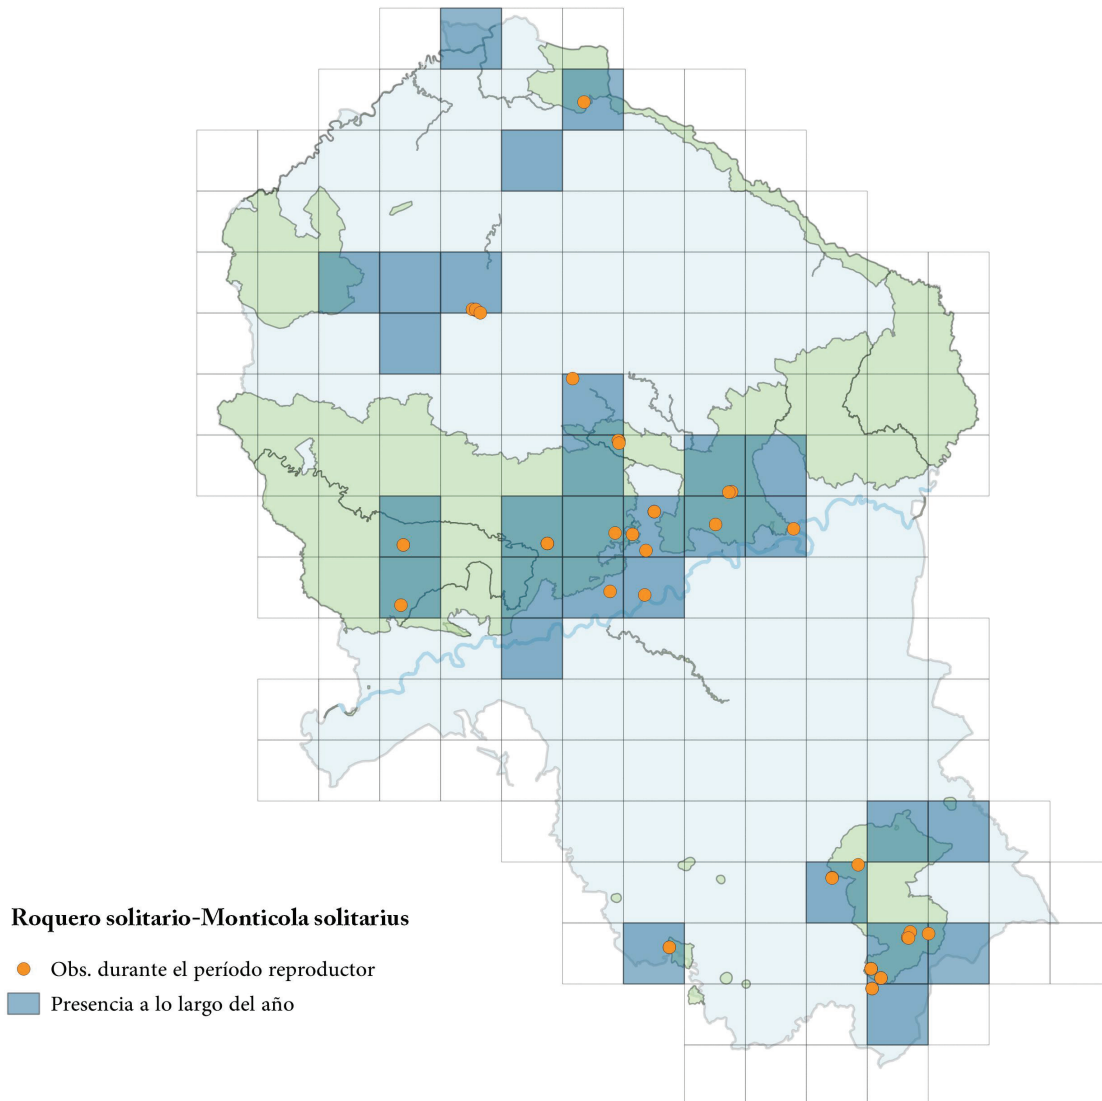 Roquero solitario-Monticola solitarius
Obs. durante el período reproductor
Presencia a lo largo del año